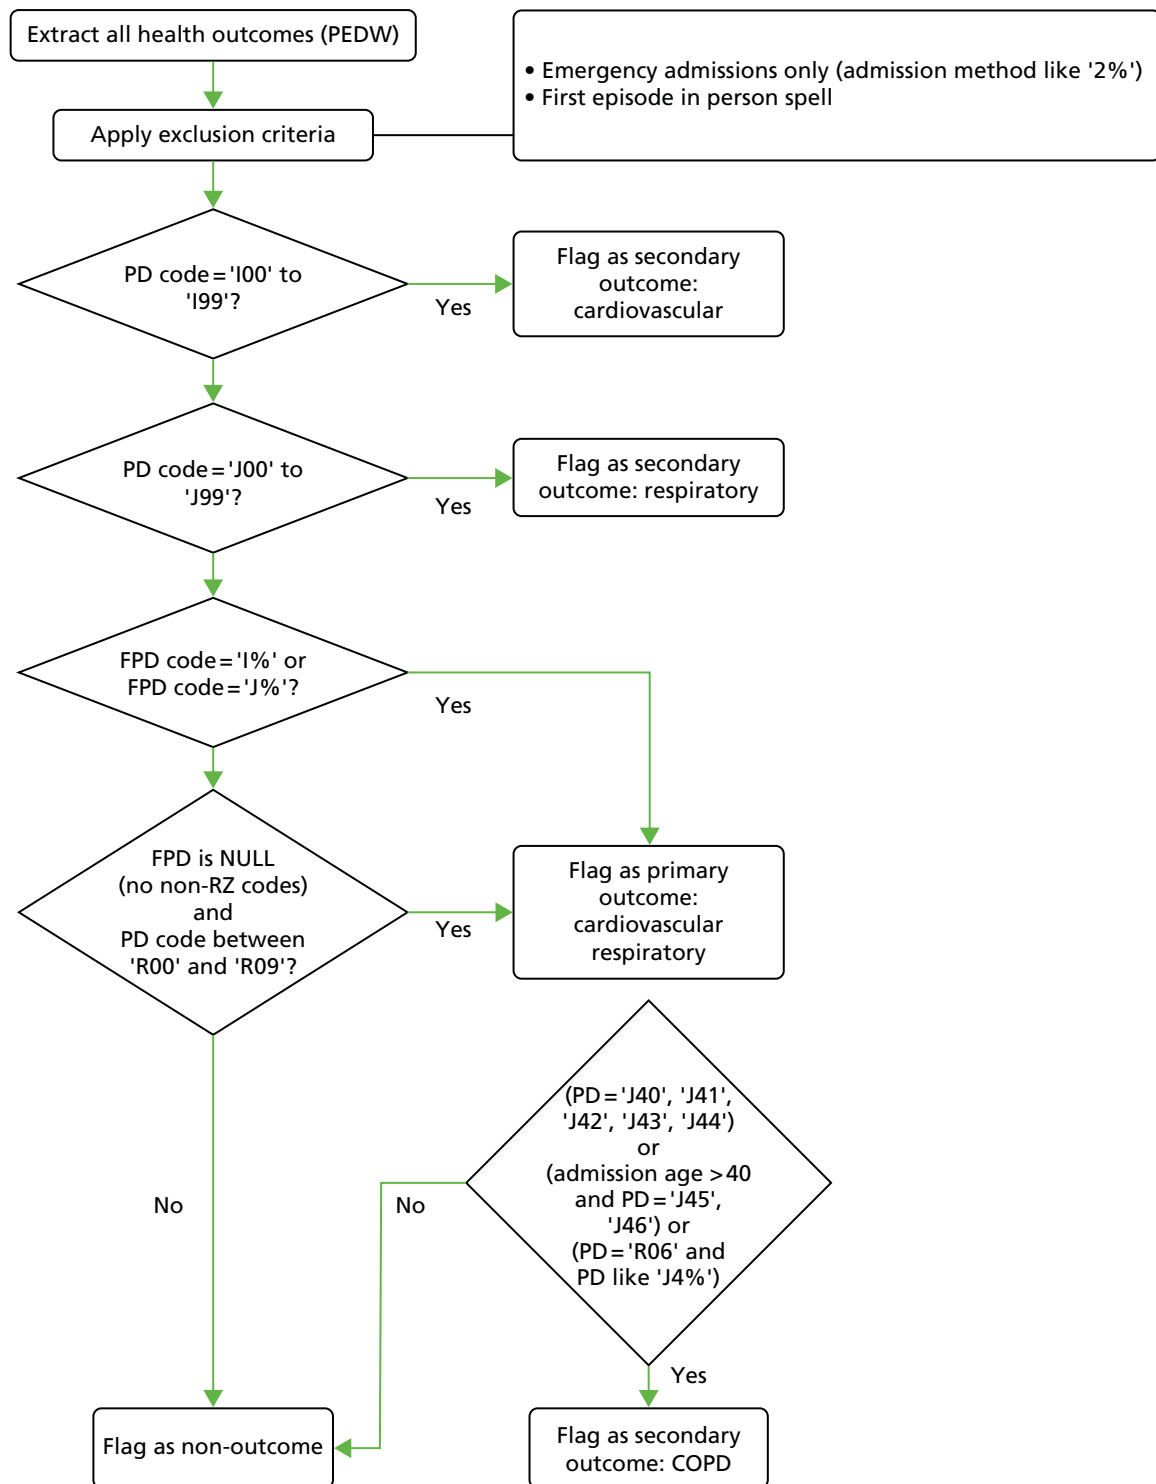 Extract all health outcomes (PEDW)
• Emergency admissions only (admission method like '2%')
• First episode in person spell
Apply exclusion criteria
PD code='I00' to
'I99'?
Yes
Flag as secondary
outcome:
cardiovascular
PD code='J00' to
'J99'?
Yes
Flag as secondary
outcome: respiratory
FPD code='I%' or
FPD code='J%'?
Yes
FPD is NULL
(no non-RZ codes)
and
PD code between
'R00' and 'R09'?
Yes
Flag as primary
outcome:
cardiovascular
respiratory
No
(PD='J40', 'J41',
'J42', 'J43', 'J44')
or
(admission age >40
and PD='J45',
'J46') or
(PD='R06' and
PD like 'J4%')
No
Yes
Flag as non-outcome
Flag as secondary
outcome: COPD